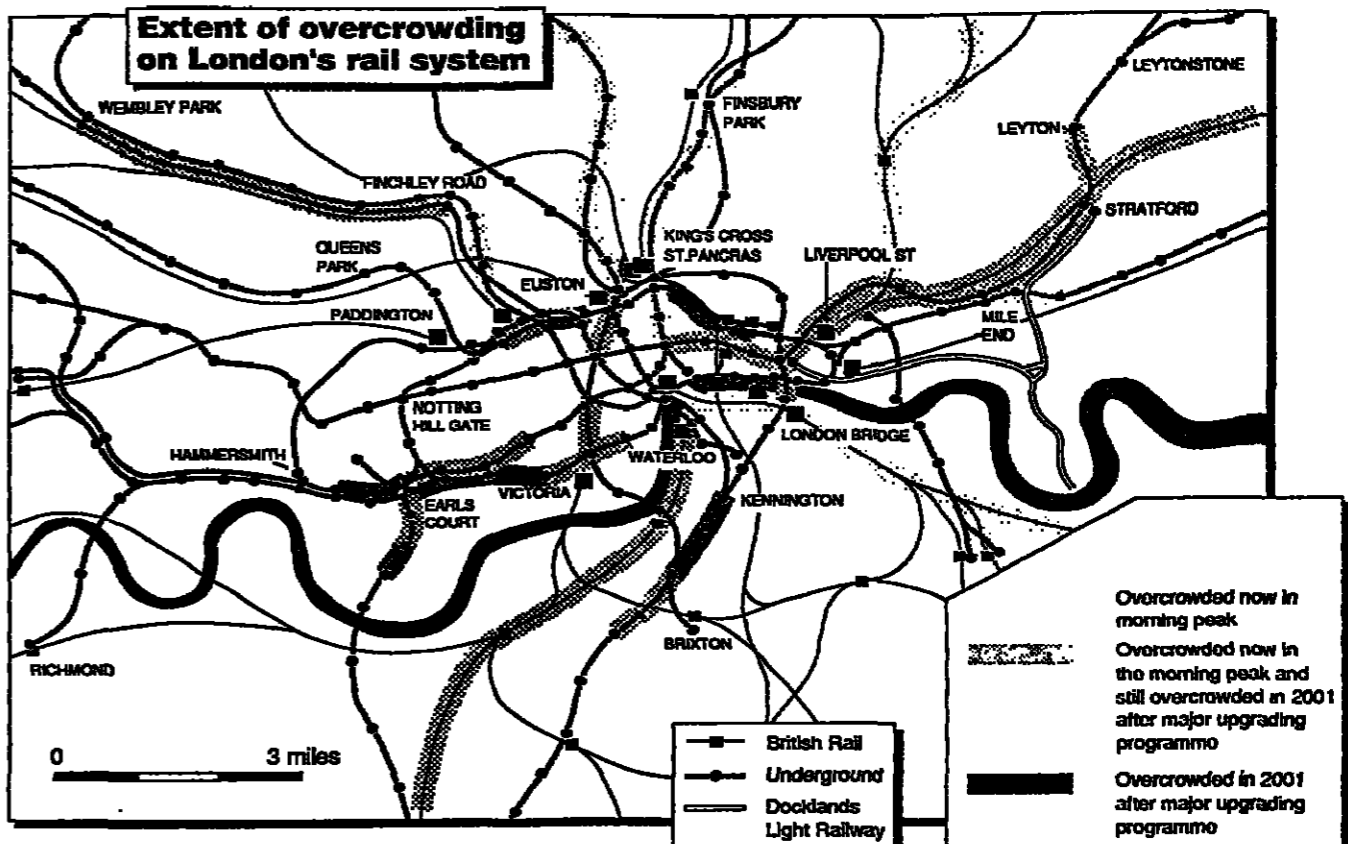 Extent of overcrowding
on London's rail system
WEMBLEY PARK
FINSBURY
PARK
LEYTONSTONE
LEYTON
FINCHLEY ROAD
STRATFORD
QUEENS
PARK
KING'S CROSS
ST.PANCRAS
LIVERPOOL ST
EUSTON
PADDINGTON
MILE
END
NOTTING
HILL GATE
HAMMERSMITH
WATERLOO
LONDON BRIDGE
VICTORIA
KENNINGTON
EARLS
COURT
BRIXTON
RICHMOND
0 3 miles
British Rail
Underground
Docklands
Light Railway
Overcrowded now in
morning peak
Overcrowded now in
the morning peak and
still overcrowded in 2001
after major upgrading
programmo
Overcrowded in 2001
after major upgrading
programmo